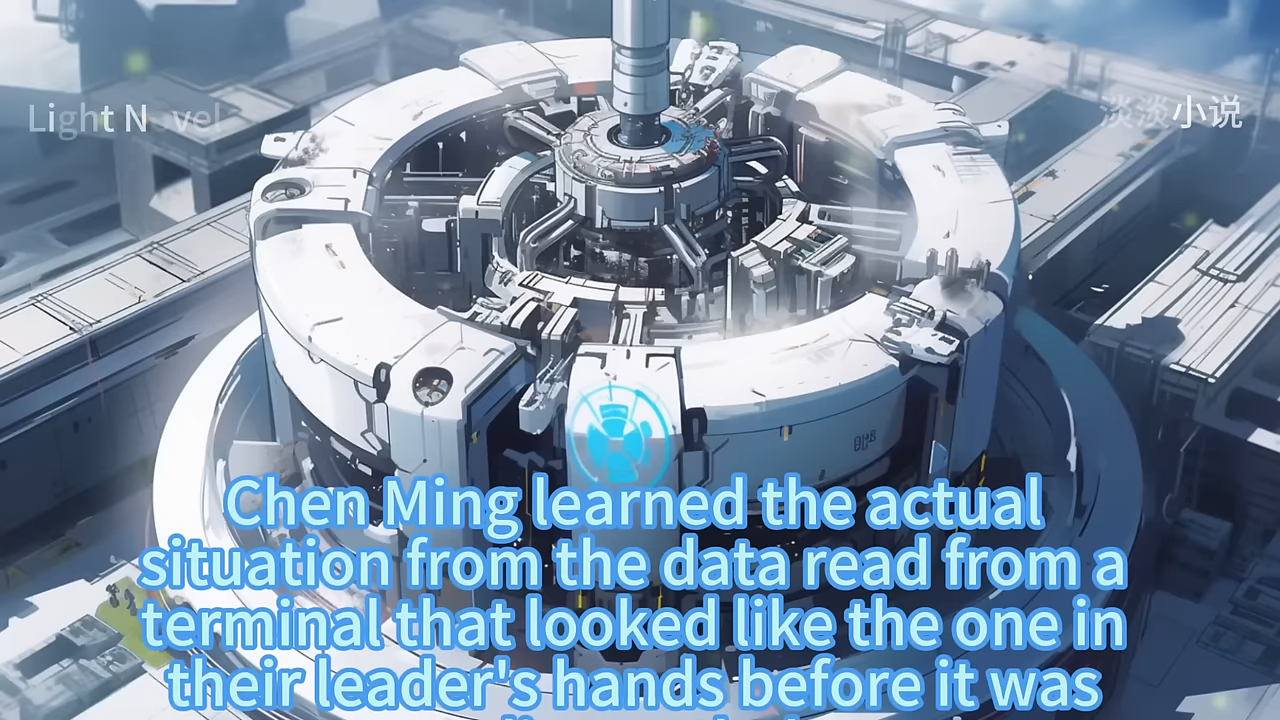 Light Novel
淡淡小说
Chen Ming learned the actual
situation from the data read from a
terminal that looked like the one in
their leader's hands before it was